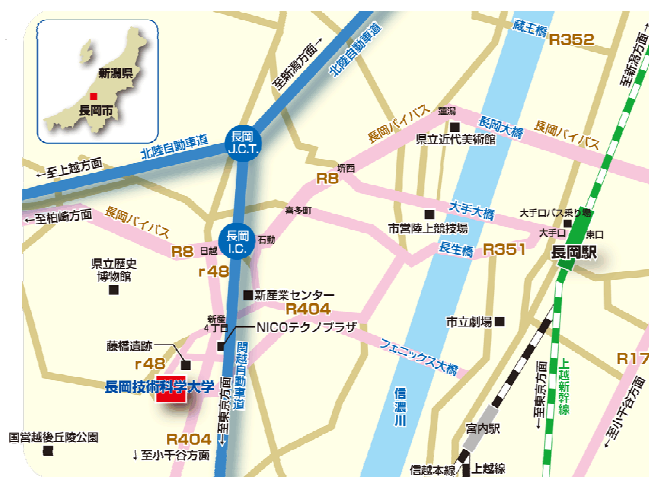 蔵王橋
R352
至新潟方面→
北陸自動車道
至新潟方面→
新潟県
長岡市
長岡バイパス
蓮潟
長岡大橋
長岡バイパス
県立近代美術館
長岡
J.C.T.
北陸自動車道
←至上越方面
堺西
R8
大手大橋
喜多町
←至柏崎方面
長岡バイパス
市営陸上競技場
大手口バス乗り場
大手口
東口
長岡
I.C.
石動
長生橋
R351
長岡駅
R8
日越
r48
県立歴史
博物館
新産業センター
R404
新産
4丁目
NICOテクノプラザ
市立劇場
藤橋遺跡
フェニックス大橋
r48
R17
長岡技術科学大学
関越自動車道
←至東京方面
信濃川
←至東京方面
上越新幹線
←至小千谷方面
宮内駅
国営越後丘陵公園
R404
↓至小千谷方面
信越本線
上越線